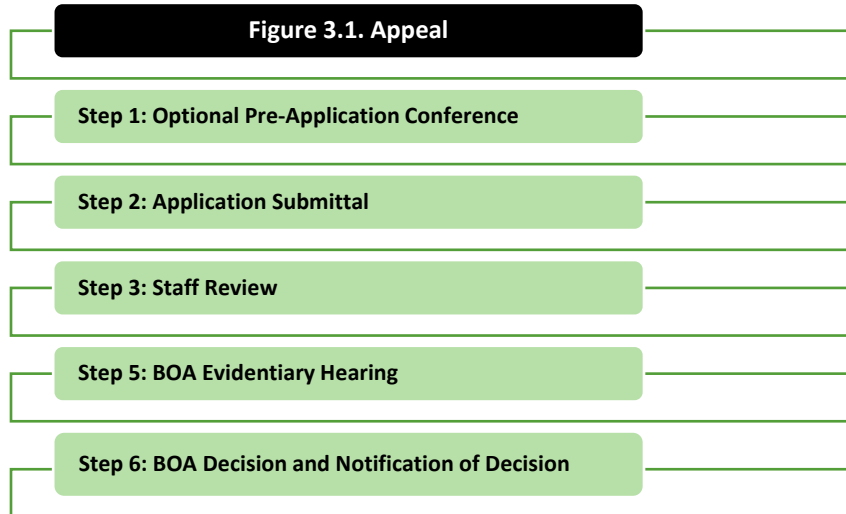 Figure 3.1. Appeal
Step 1: Optional Pre-Application Conference
Step 2: Application Submittal
Step 3: Staff Review
Step 5: BOA Evidentiary Hearing
Step 6: BOA Decision and Notification of Decision